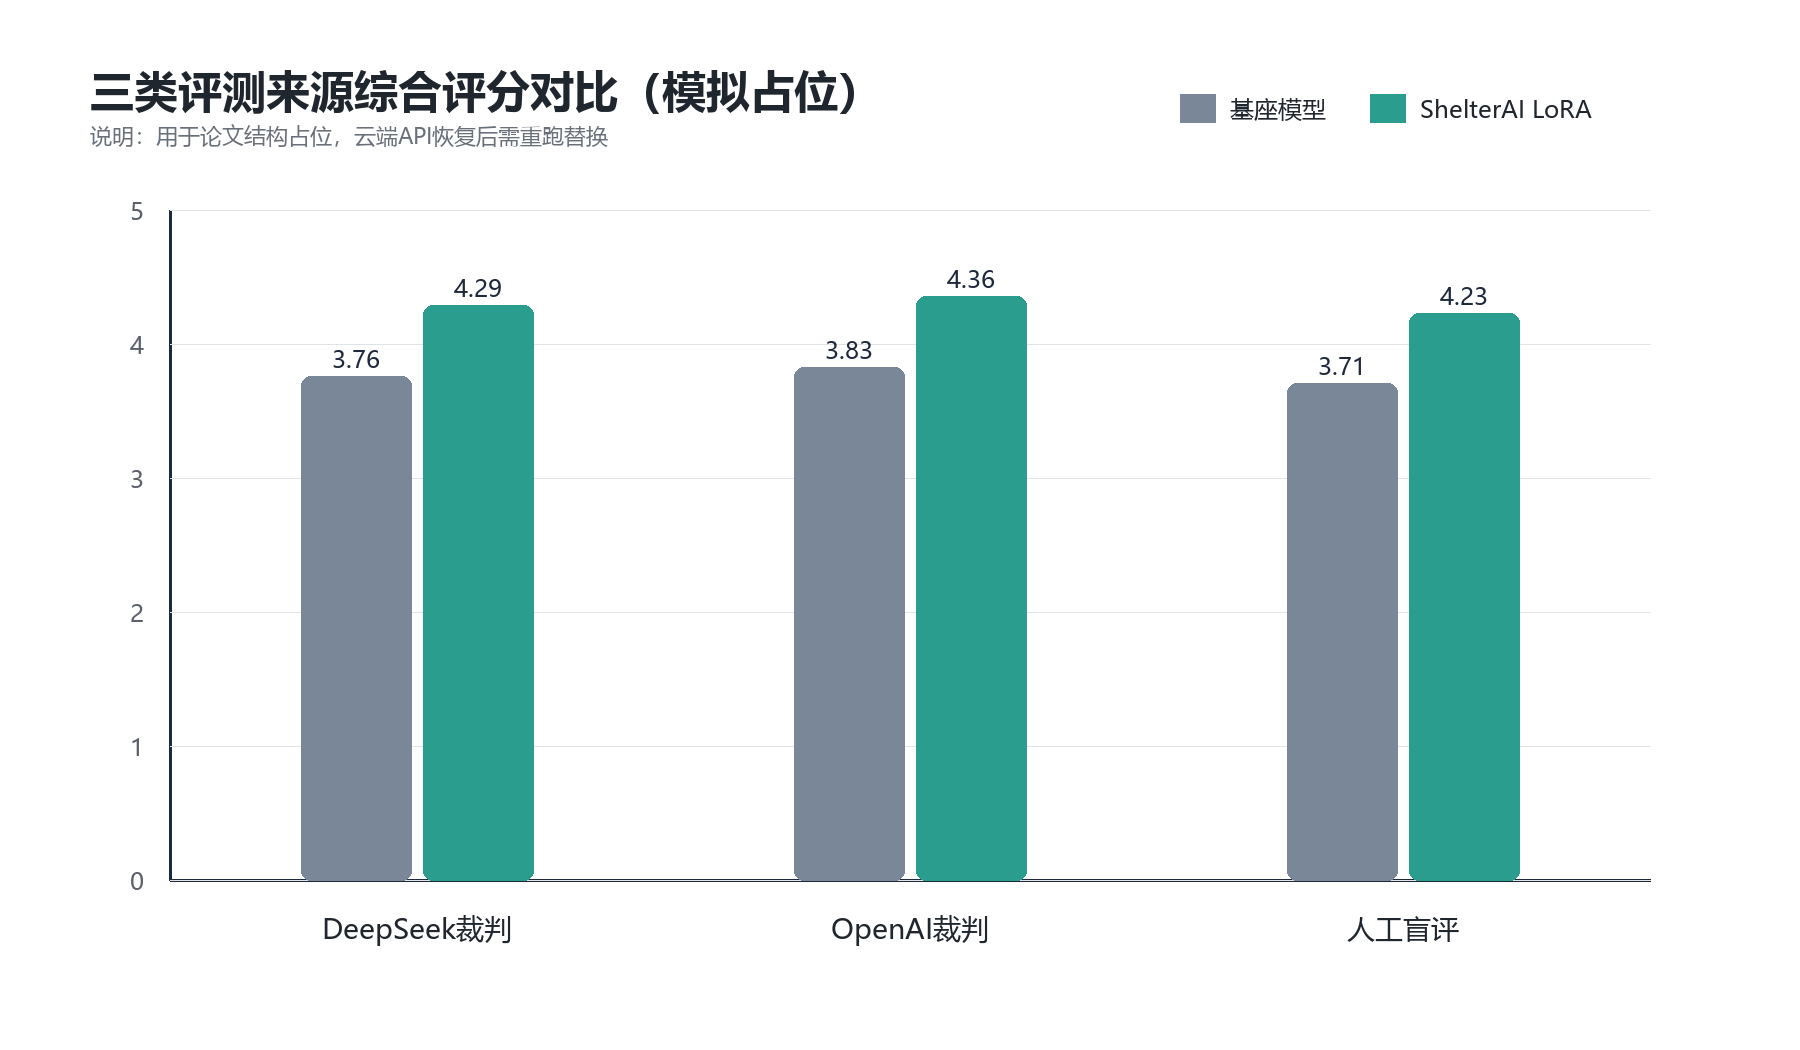 三类评测来源综合评分对比（模拟占位）
说明：用于论文结构占位，云端API恢复后需重跑替换
基座模型 ShelterAI LoRA
5
4.29 4.36 4.23
4
3.76 3.83 3.71
3
2
1
0
DeepSeek裁判 OpenAI裁判 人工盲评